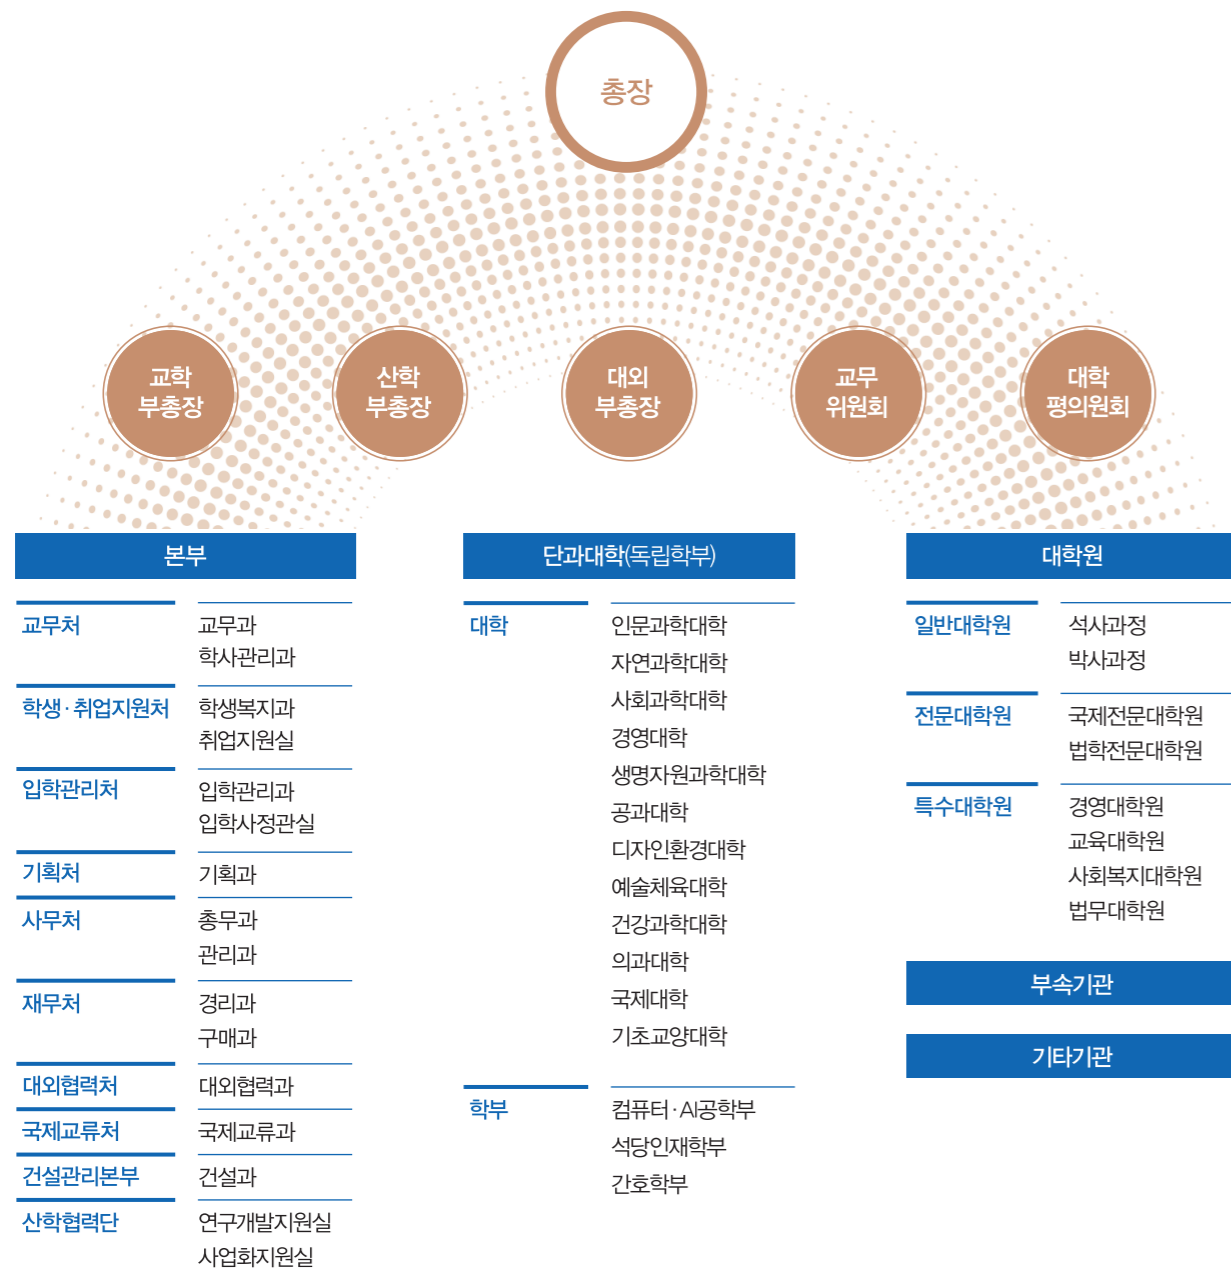 총장
교학
부총장
산학
부총장
대외
부총장
교무
위원회
대학
평의원회
본부
교무처
교무과
학사관리과
학생·취업지원처
학생복지과
취업지원실
입학관리처
입학관리과
입학사정관실
기획처
기획과
사무처
총무과
관리과
재무처
경리과
구매과
대외협력처
대외협력과
국제교류처
국제교류과
건설관리본부
건설과
산학협력단
연구개발지원실
사업화지원실
단과대학(독립학부)
대학
인문과학대학
자연과학대학
사회과학대학
경영대학
생명자원과학대학
공과대학
디자인환경대학
예술체육대학
건강과학대학
의과대학
국제대학
기초교양대학
학부
컴퓨터·AI공학부
석당인재학부
간호학부
대학원
일반대학원
석사과정
박사과정
전문대학원
국제전문대학원
법학전문대학원
특수대학원
경영대학원
교육대학원
사회복지대학원
법무대학원
부속기관
기타기관